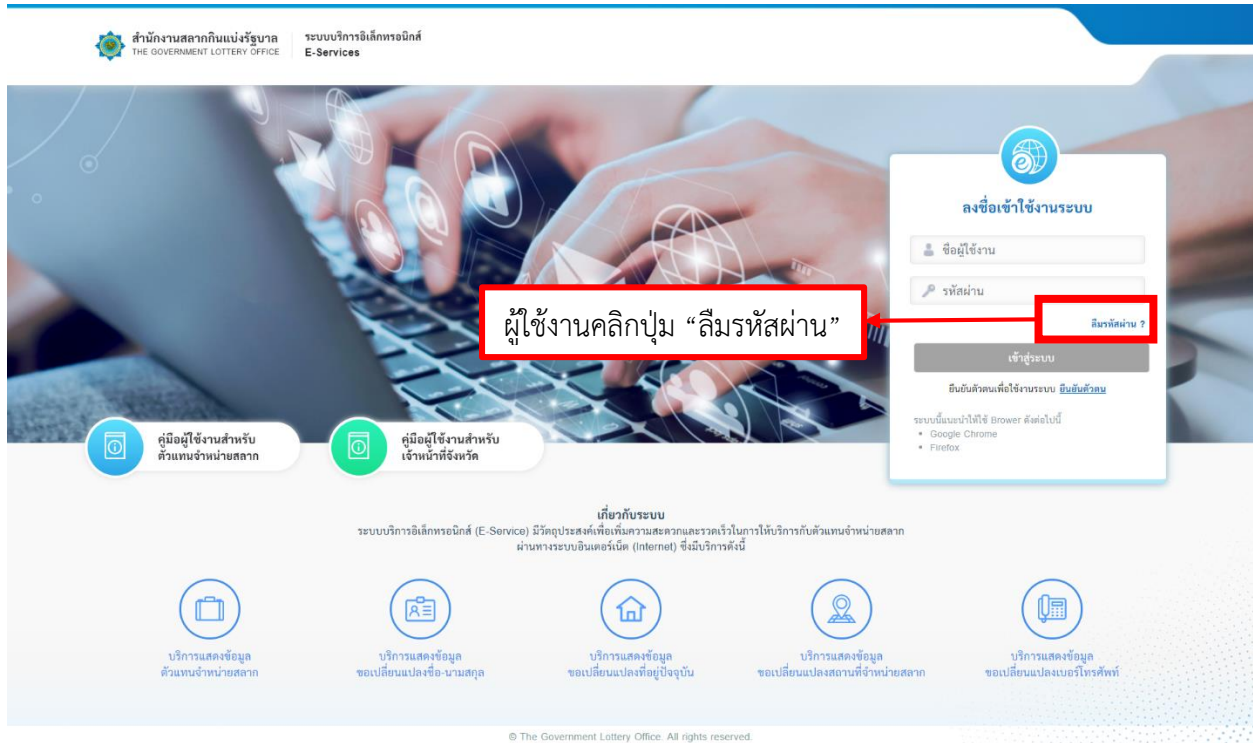 สำนักงานสลากกินแบ่งรัฐบาล
THE GOVERNMENT LOTTERY OFFICE
ระบบบริการอิเล็กทรอนิกส์
E-Services
ลงชื่อเข้าใช้งานระบบ
ชื่อผู้ใช้งาน
รหัสผ่าน
ผู้ใช้งานคลิกปุ่ม “ลืมรหัสผ่าน”
ลืมรหัสผ่าน ?
เข้าสู่ระบบ
ยืนยันตัวตนเพื่อใช้งานระบบ ยืนยันตัวตน
ระบบนี้แนะนำให้ใช้ Brower ดังต่อไปนี้
• Google Chrome
• Firefox
คู่มือผู้ใช้งานสำหรับ
ตัวแทนจำหน่ายสลาก
คู่มือผู้ใช้งานสำหรับ
เจ้าหน้าที่จังหวัด
เกี่ยวกับระบบ
ระบบบริการอิเล็กทรอนิกส์ (E-Service) มีวัตถุประสงค์เพื่อเพิ่มความสะดวกและรวดเร็วในการให้บริการกับตัวแทนจำหน่ายสลาก
ผ่านทางระบบอินเตอร์เน็ต (Internet) ซึ่งมีบริการดังนี้
บริการแสดงข้อมูล
ตัวแทนจำหน่ายสลาก
บริการแสดงข้อมูล
ขอเปลี่ยนแปลงชื่อ-นามสกุล
บริการแสดงข้อมูล
ขอเปลี่ยนแปลงที่อยู่ปัจจุบัน
บริการแสดงข้อมูล
ขอเปลี่ยนแปลงสถานที่จำหน่ายสลาก
บริการแสดงข้อมูล
ขอเปลี่ยนแปลงเบอร์โทรศัพท์
© The Government Lottery Office. All rights reserved.